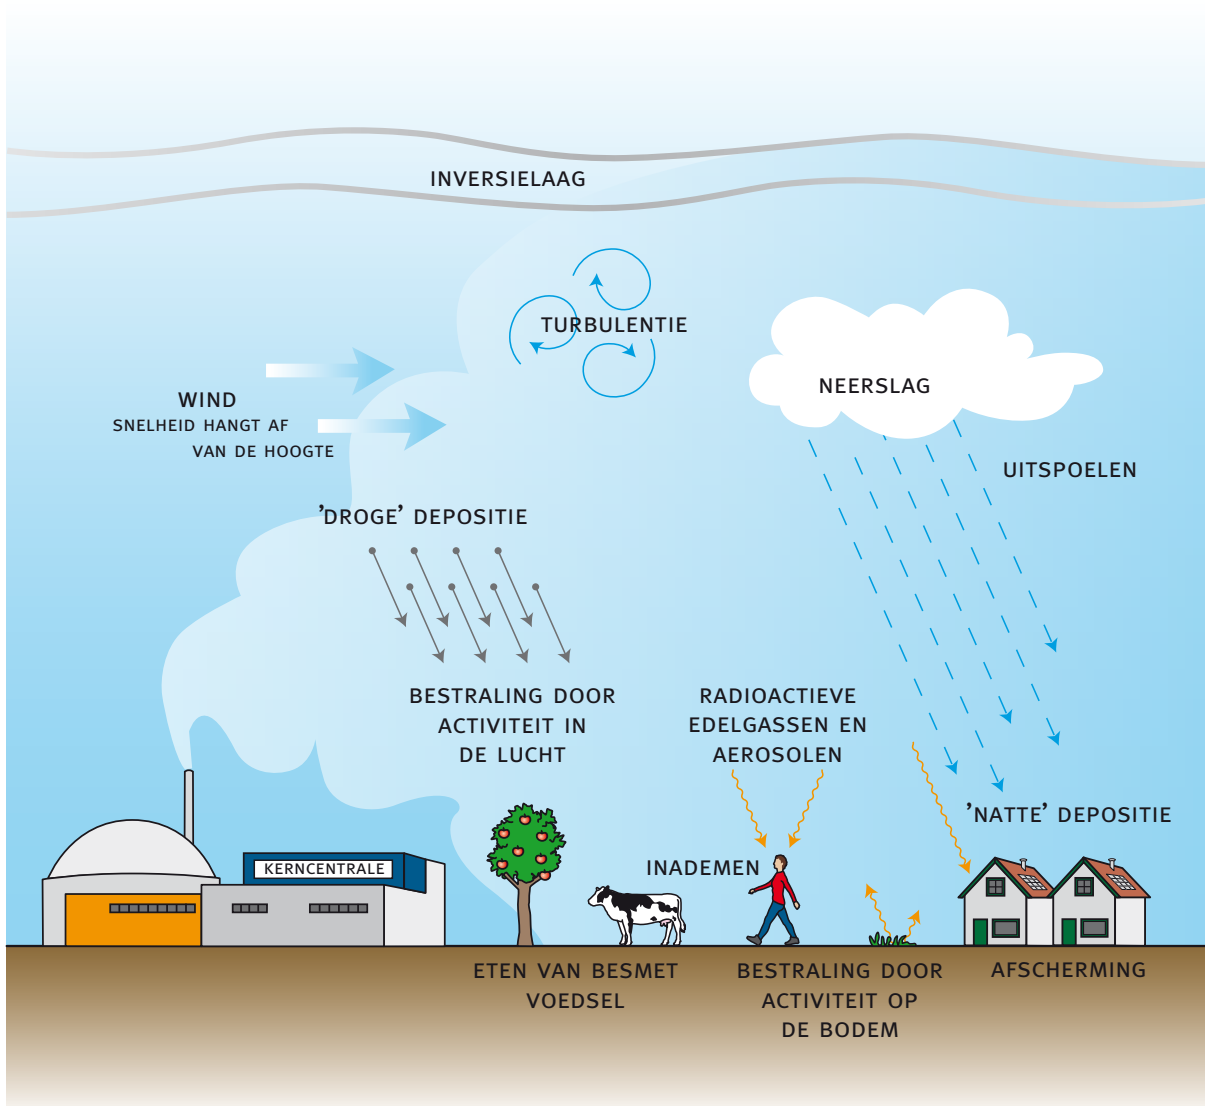 INVERSIELAAG
TURBULENTIE
NEERSLAG
WIND
SNELHEID HANGT AF
VAN DE HOOGTE
UITSPOELEN
'DROGE' DEPOSITIE
BESTRALING DOOR
ACTIVITEIT IN
DE LUCHT
RADIOACTIEVE
EDELGASSEN EN
AEROSOLEN
'NATTE' DEPOSITIE
KERNCENTRALE
INADEMEN
ETEN VAN BESMET
VOEDSEL
BESTRALING DOOR
ACTIVITEIT OP
DE BODEM
AFSCHERMING